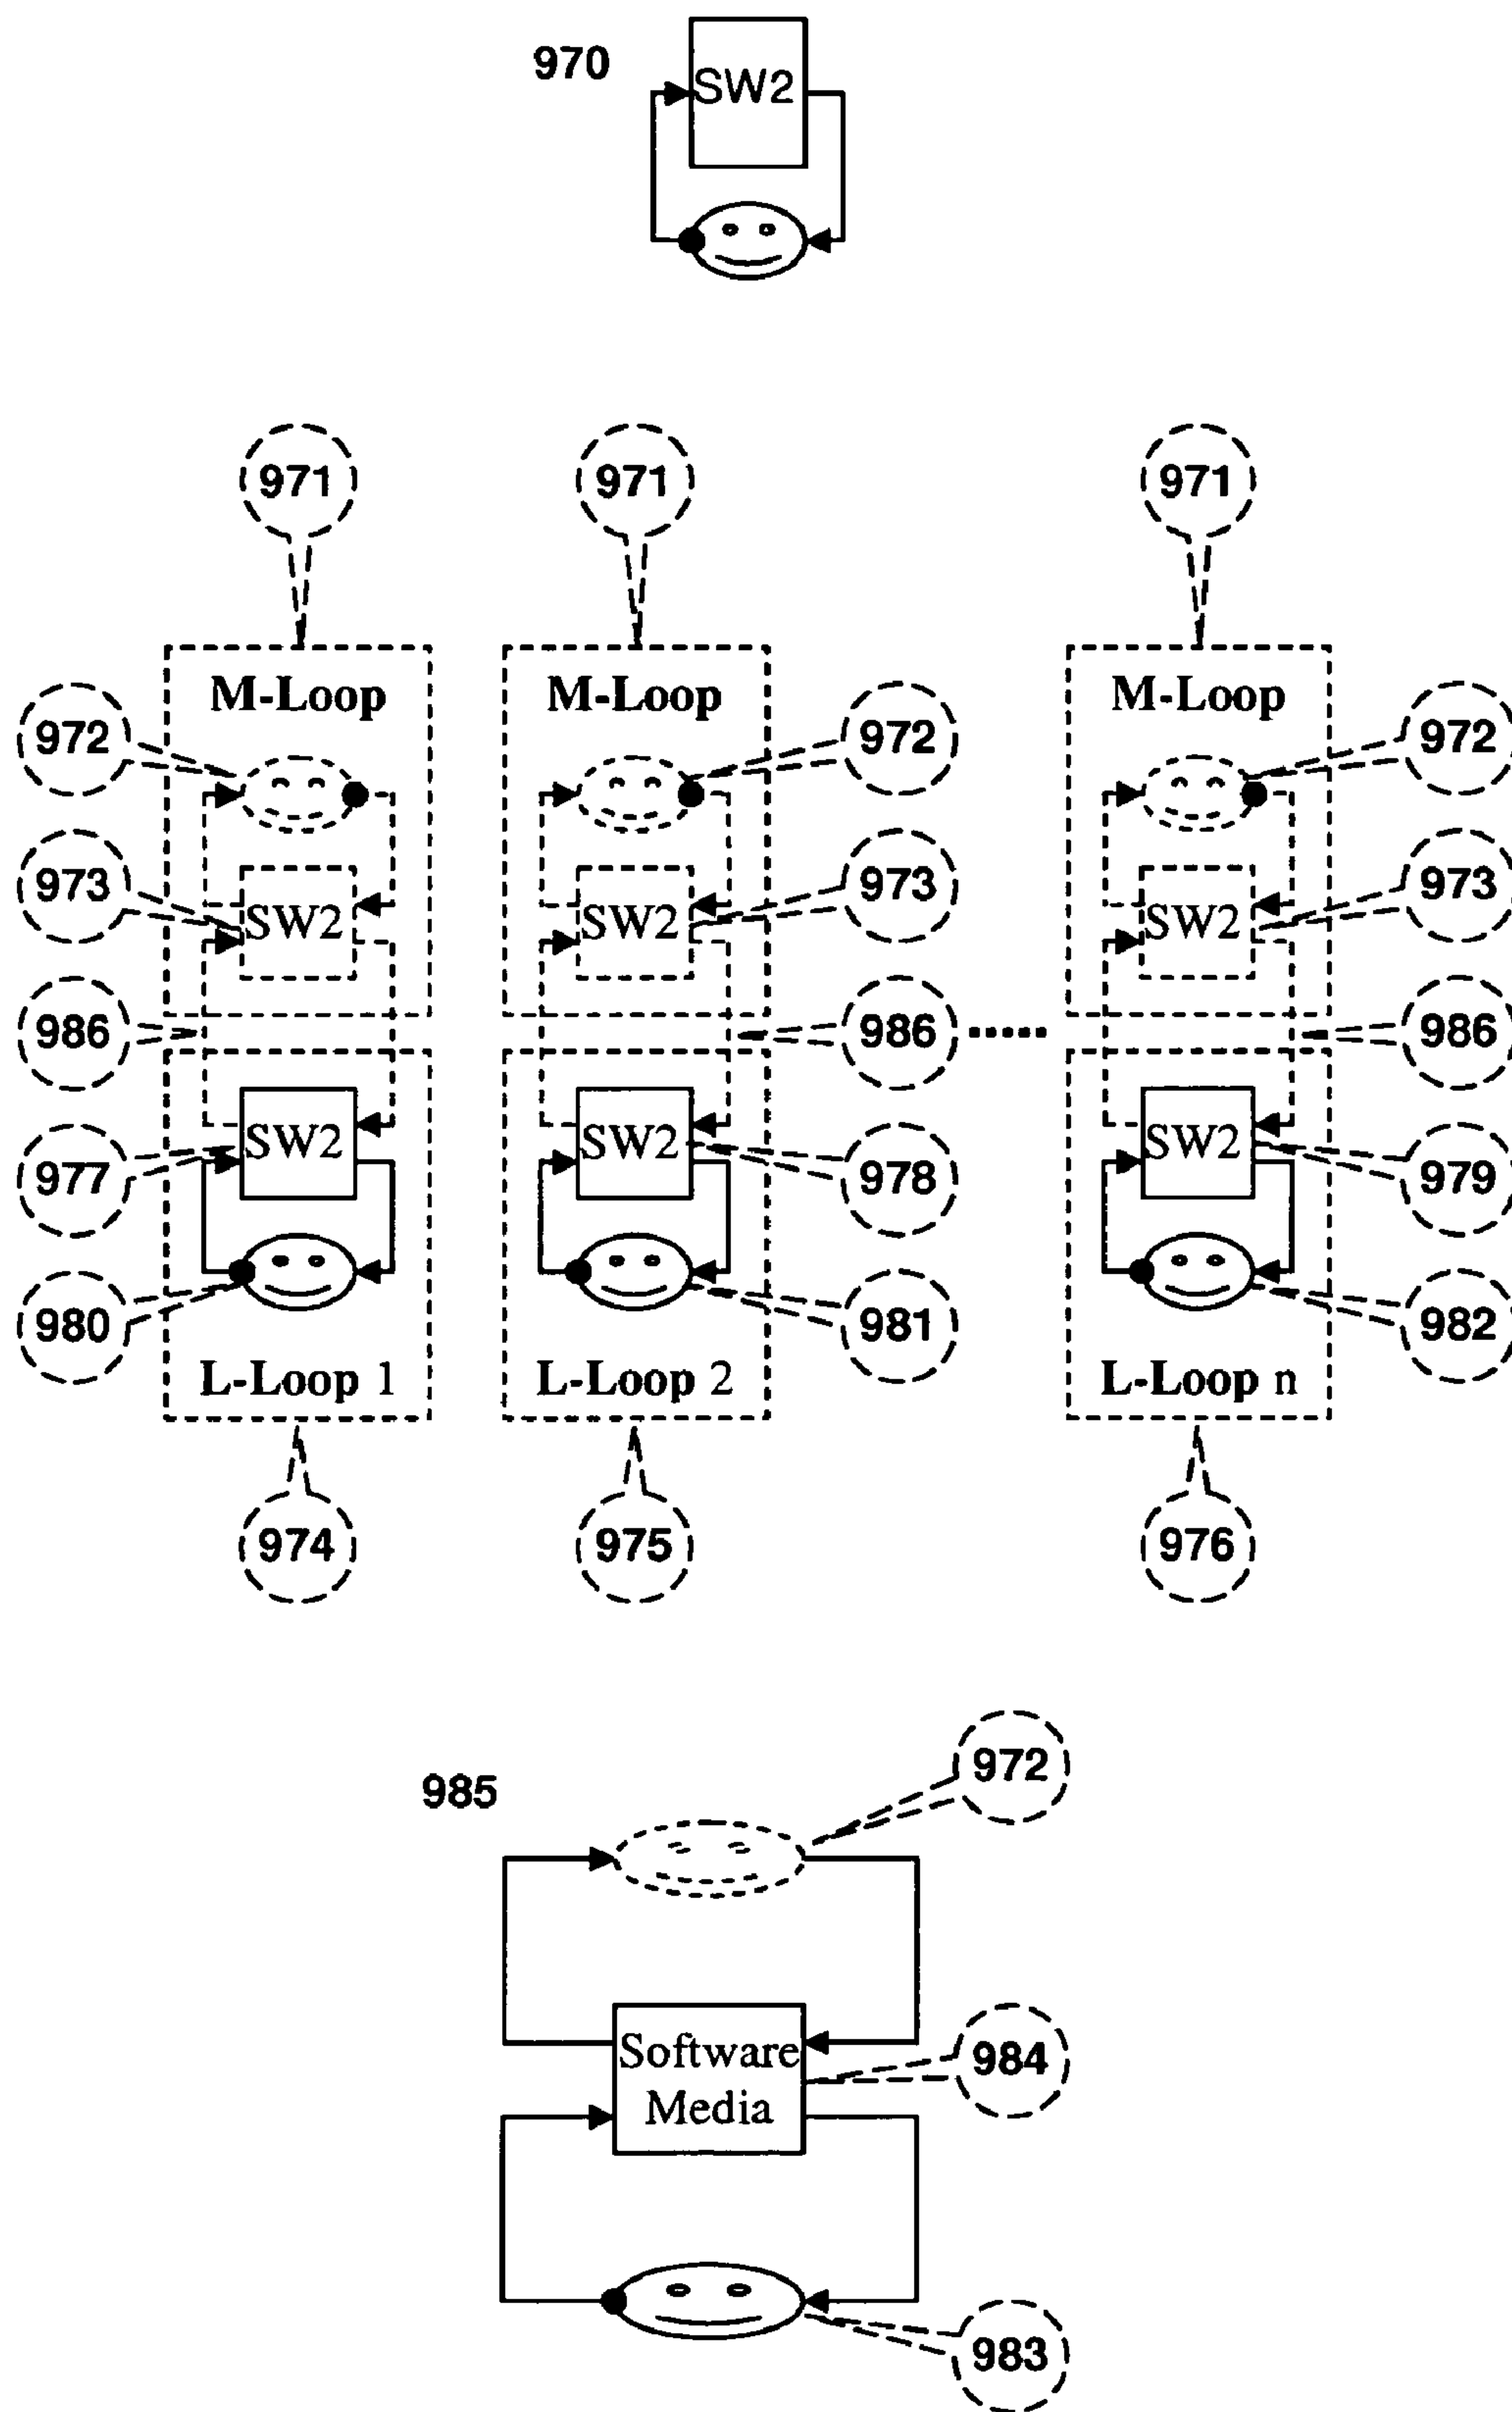 970
SW2
971 971 971
M-Loop M-Loop M-Loop
972 972 972
973 SW2 SW2 973 SW2 973
986 986 986
977 SW2 SW2 978 SW2 979
980 981 982
L-Loop 1 L-Loop 2 L-Loop n
974 975 976
985 972
Software
Media
984
983